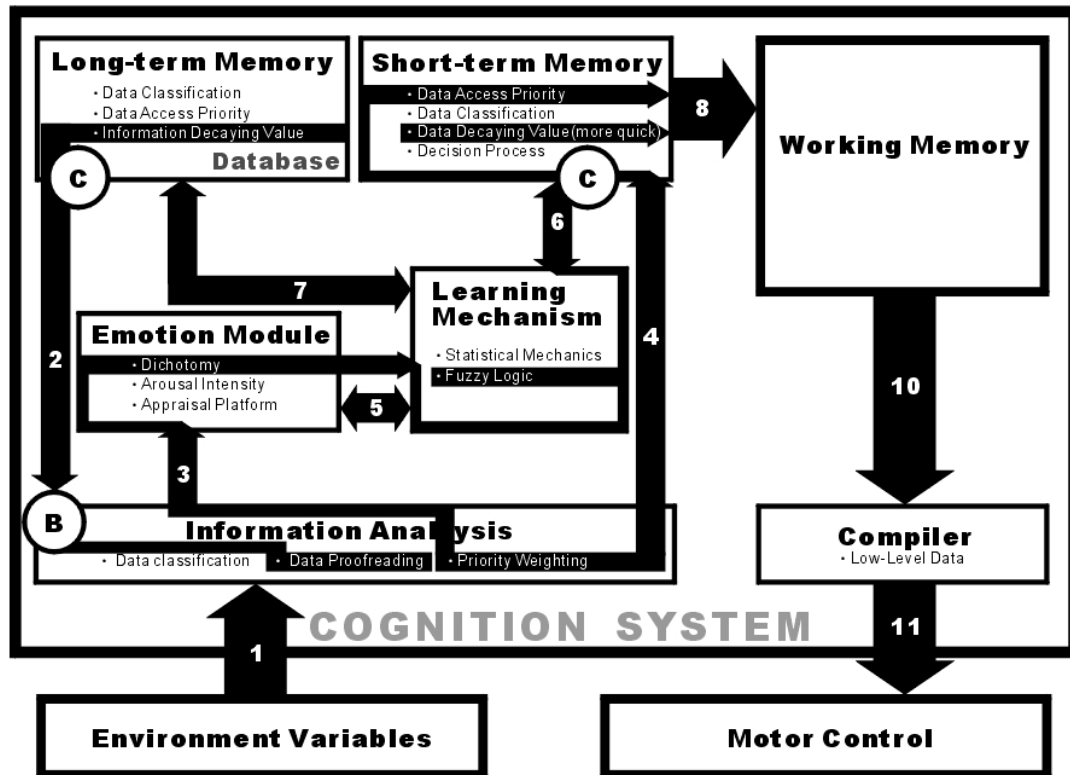 Long-term Memory
• Data Classification
• Data Access Priority
• Information Decaying Value
Database
C
Short-term Memory
• Data Access Priority
• Data Classification
• Data Decaying Value(more quick)
• Decision Process
C
8
Working Memory
6
7
Learning
Mechanism
• Statistical Mechanics
• Fuzzy Logic
4
2
Emotion Module
• Dichotomy
• Arousal Intensity
• Appraisal Platform
5
10
3
B
Information Analysis
• Data classification
• Data Proofreading
• Priority Weighting
Compiler
• Low-Level Data
COGNITION SYSTEM
1
11
Environment Variables
Motor Control